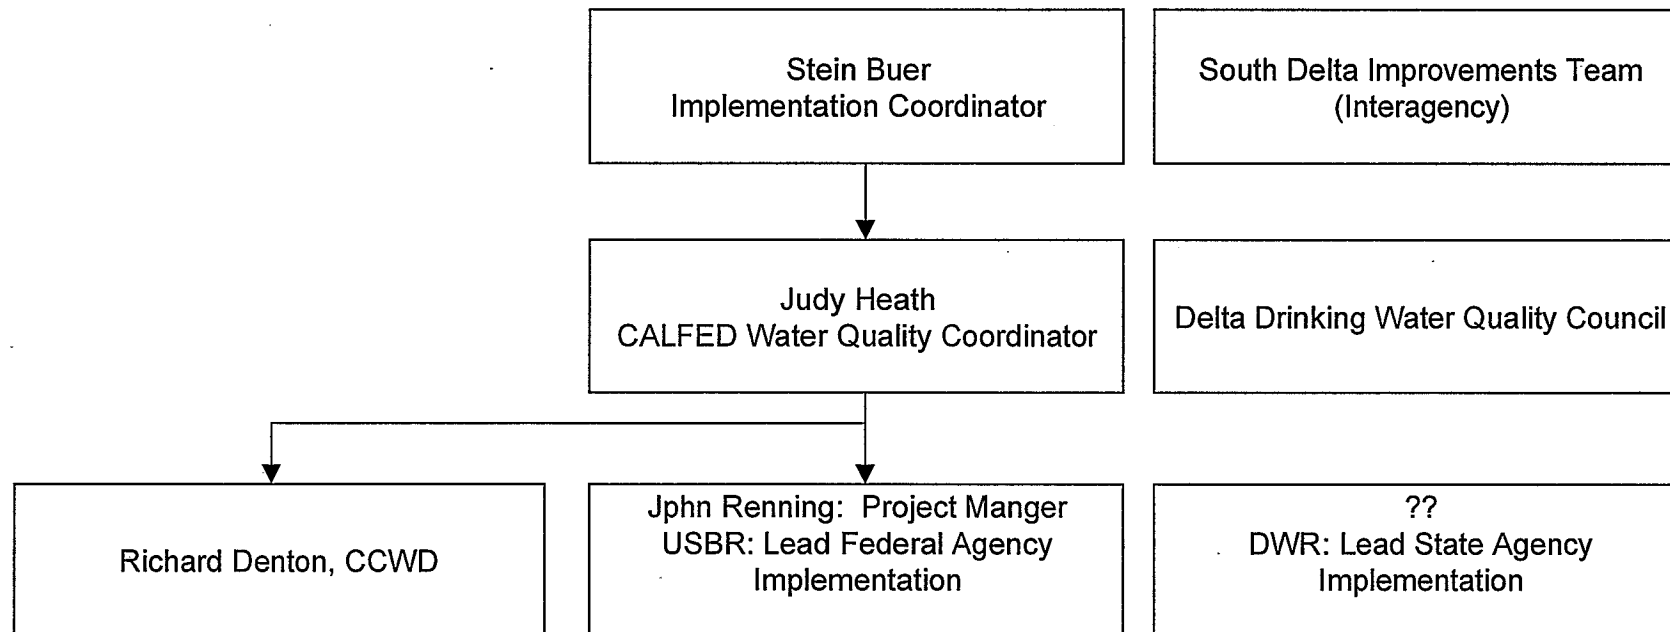 Stein Buer
Implementation Coordinator
South Delta Improvements Team
(Interagency)
Judy Heath
CALFED Water Quality Coordinator
Delta Drinking Water Quality Council
Richard Denton, CCWD
Jphn Renning: Project Manger
USBR: Lead Federal Agency
Implementation
??
DWR: Lead State Agency
Implementation